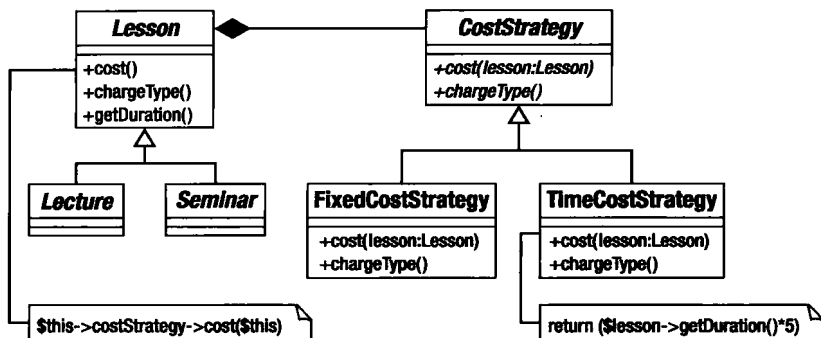 Lesson
+cost()
+chargeType()
+getDuration()
CostStrategy
+cost(lesson:Lesson)
+chargeType()
Lecture
Seminar
FixedCostStrategy
+cost(lesson:Lesson)
+chargeType()
TimeCostStrategy
+cost(lesson:Lesson)
+chargeType()
$this->costStrategy->cost($this)
return ($lesson->getDuration()*5)